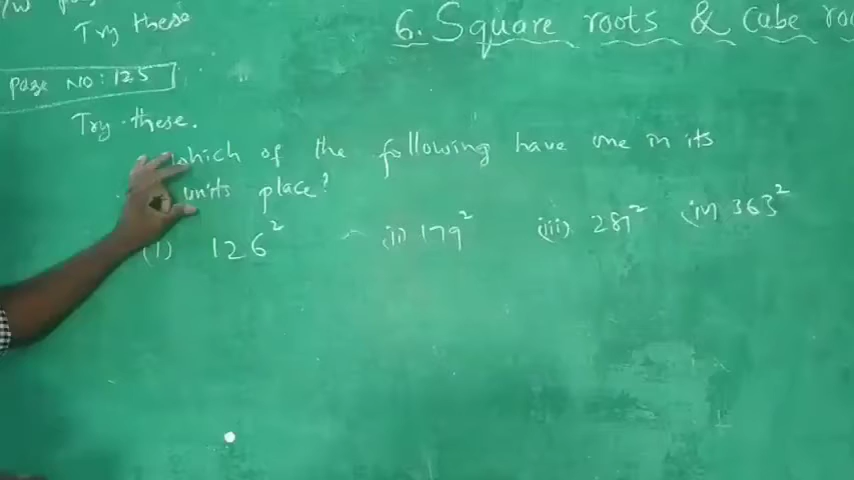 Try these
6. Square roots & Cube roo
Page No: 125
Try these.
which of the following have one in its
units place?
(i) 126² (ii) 179² (iii) 281² (iv) 363²